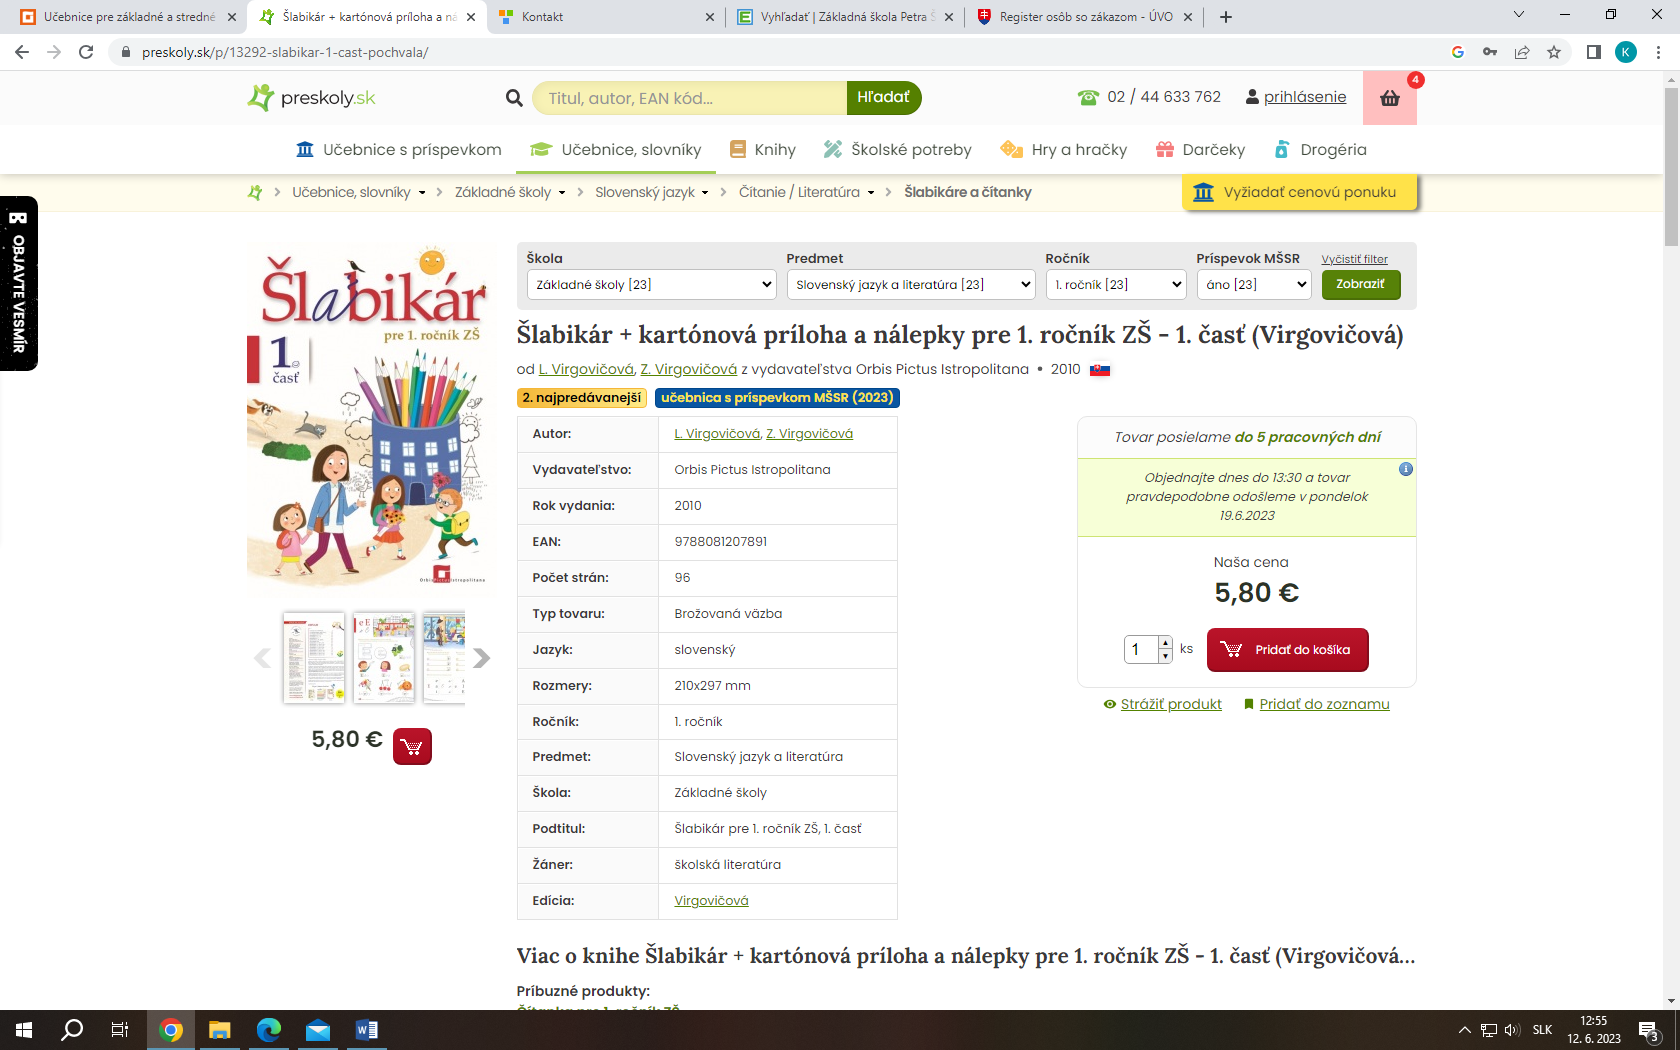 Učebnice pre základné a stredné
Šlabikár + kartónová príloha a ná
Kontakt
Vyhľadať | Základná škola Petra Š
Register osôb so zákazom - ÚVO
preskoly.sk/p/13292-slabikar-1-cast-pochvala/
K
preskoly.sk
Titul, autor, EAN kód...
Hľadať
02 / 44 633 762
prihlásenie
4
Učebnice s príspevkom
Učebnice, slovníky
Knihy
Školské potreby
Hry a hračky
Darčeky
Drogéria
Učebnice, slovníky
Základné školy
Slovenský jazyk
Čítanie / Literatúra
Šlabikáre a čítanky
Vyžiadať cenovú ponuku
OBJAVTE VESMÍR
Šlabikár
pre 1. ročník ZŠ
1.
časť
Orbis Pictus Istropolitana
5,80 €
Škola
Predmet
Ročník
Príspevok MŠSR
Vyčistiť filter
Základné školy [23]
Slovenský jazyk a literatúra [23]
1. ročník [23]
áno [23]
Zobraziť
Šlabikár + kartónová príloha a nálepky pre 1. ročník ZŠ - 1. časť (Virgovičová)
od L. Virgovičová, Z. Virgovičová z vydavateľstva Orbis Pictus Istropolitana • 2010
2. najpredávanejší
učebnica s príspevkom MŠSR (2023)
Autor: L. Virgovičová, Z. Virgovičová
Vydavateľstvo: Orbis Pictus Istropolitana
Rok vydania: 2010
EAN: 9788081207891
Počet strán: 96
Typ tovaru: Brožovaná väzba
Jazyk: slovenský
Rozmery: 210x297 mm
Ročník: 1. ročník
Predmet: Slovenský jazyk a literatúra
Škola: Základné školy
Podtitul: Šlabikár pre 1. ročník ZŠ, 1. časť
Žáner: školská literatúra
Edícia: Virgovičová
Tovar posielame do 5 pracovných dní
Objednajte dnes do 13:30 a tovar
pravdepodobne odošleme v pondelok
19.6.2023
Naša cena
5,80 €
1
ks
Pridať do košíka
Strážiť produkt
Pridať do zoznamu
Viac o knihe Šlabikár + kartónová príloha a nálepky pre 1. ročník ZŠ - 1. časť (Virgovičová...
Príbuzné produkty:
Čítanka pre 1. ročník ZŠ
SLK
12:55
12. 6. 2023
3